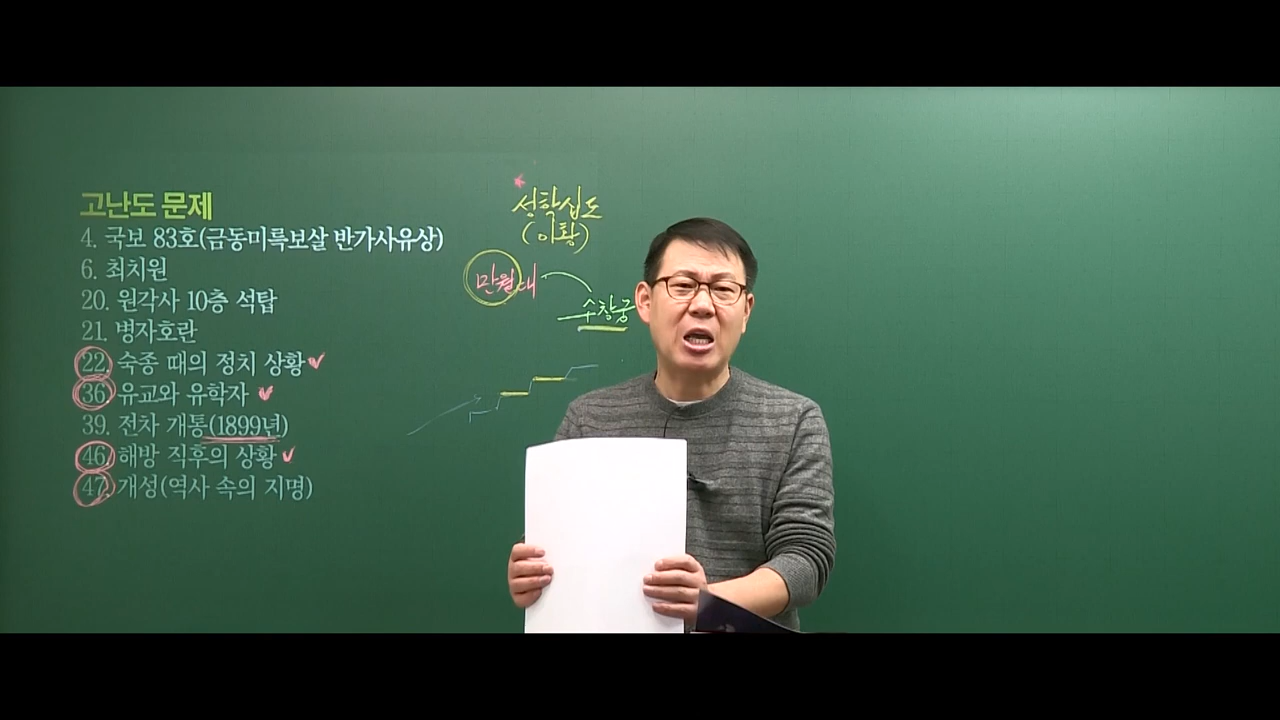 고난도 문제
4. 국보 83호(금동미륵보살 반가사유상)
6. 최치원
20. 원각사 10층 석탑
21. 병자호란
22. 숙종 때의 정치 상황
36. 유교와 유학자
39. 전차 개통(1899년)
46. 해방 직후의 상황
47. 개성(역사 속의 지명)
성학십도
(이황)
만월대
수창궁